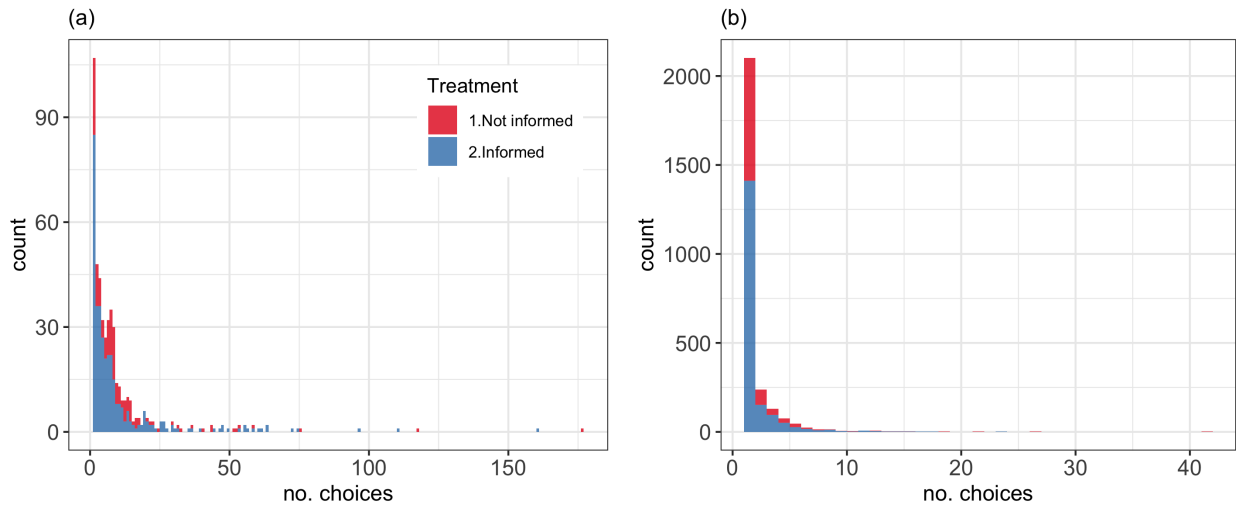 (a)
90
60
30
0
count
0
50
100
150
no. choices
Treatment
1.Not informed
2.Informed
(b)
2000
1500
1000
500
0
count
0
10
20
30
40
no. choices